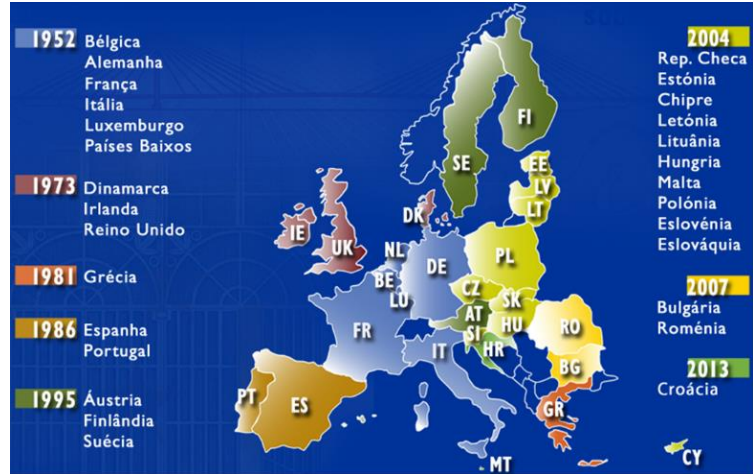 1952 Bélgica
Alemanha
França
Itália
Luxemburgo
Países Baixos
1973 Dinamarca
Irlanda
Reino Unido
1981 Grécia
1986 Espanha
Portugal
1995 Áustria
Finlândia
Suécia
FI
SE
EE
LV
LT
DK
IE
UK
NL
DE
PL
BE
LU
CZ
SK
AT
HU
SI
FR
IT
HR
RO
BG
PT
ES
GR
MT
CY
2004
Rep. Checa
Estónia
Chipre
Letónia
Lituânia
Hungria
Malta
Polónia
Eslovénia
Eslováquia
2007
Bulgária
Roménia
2013
Croácia